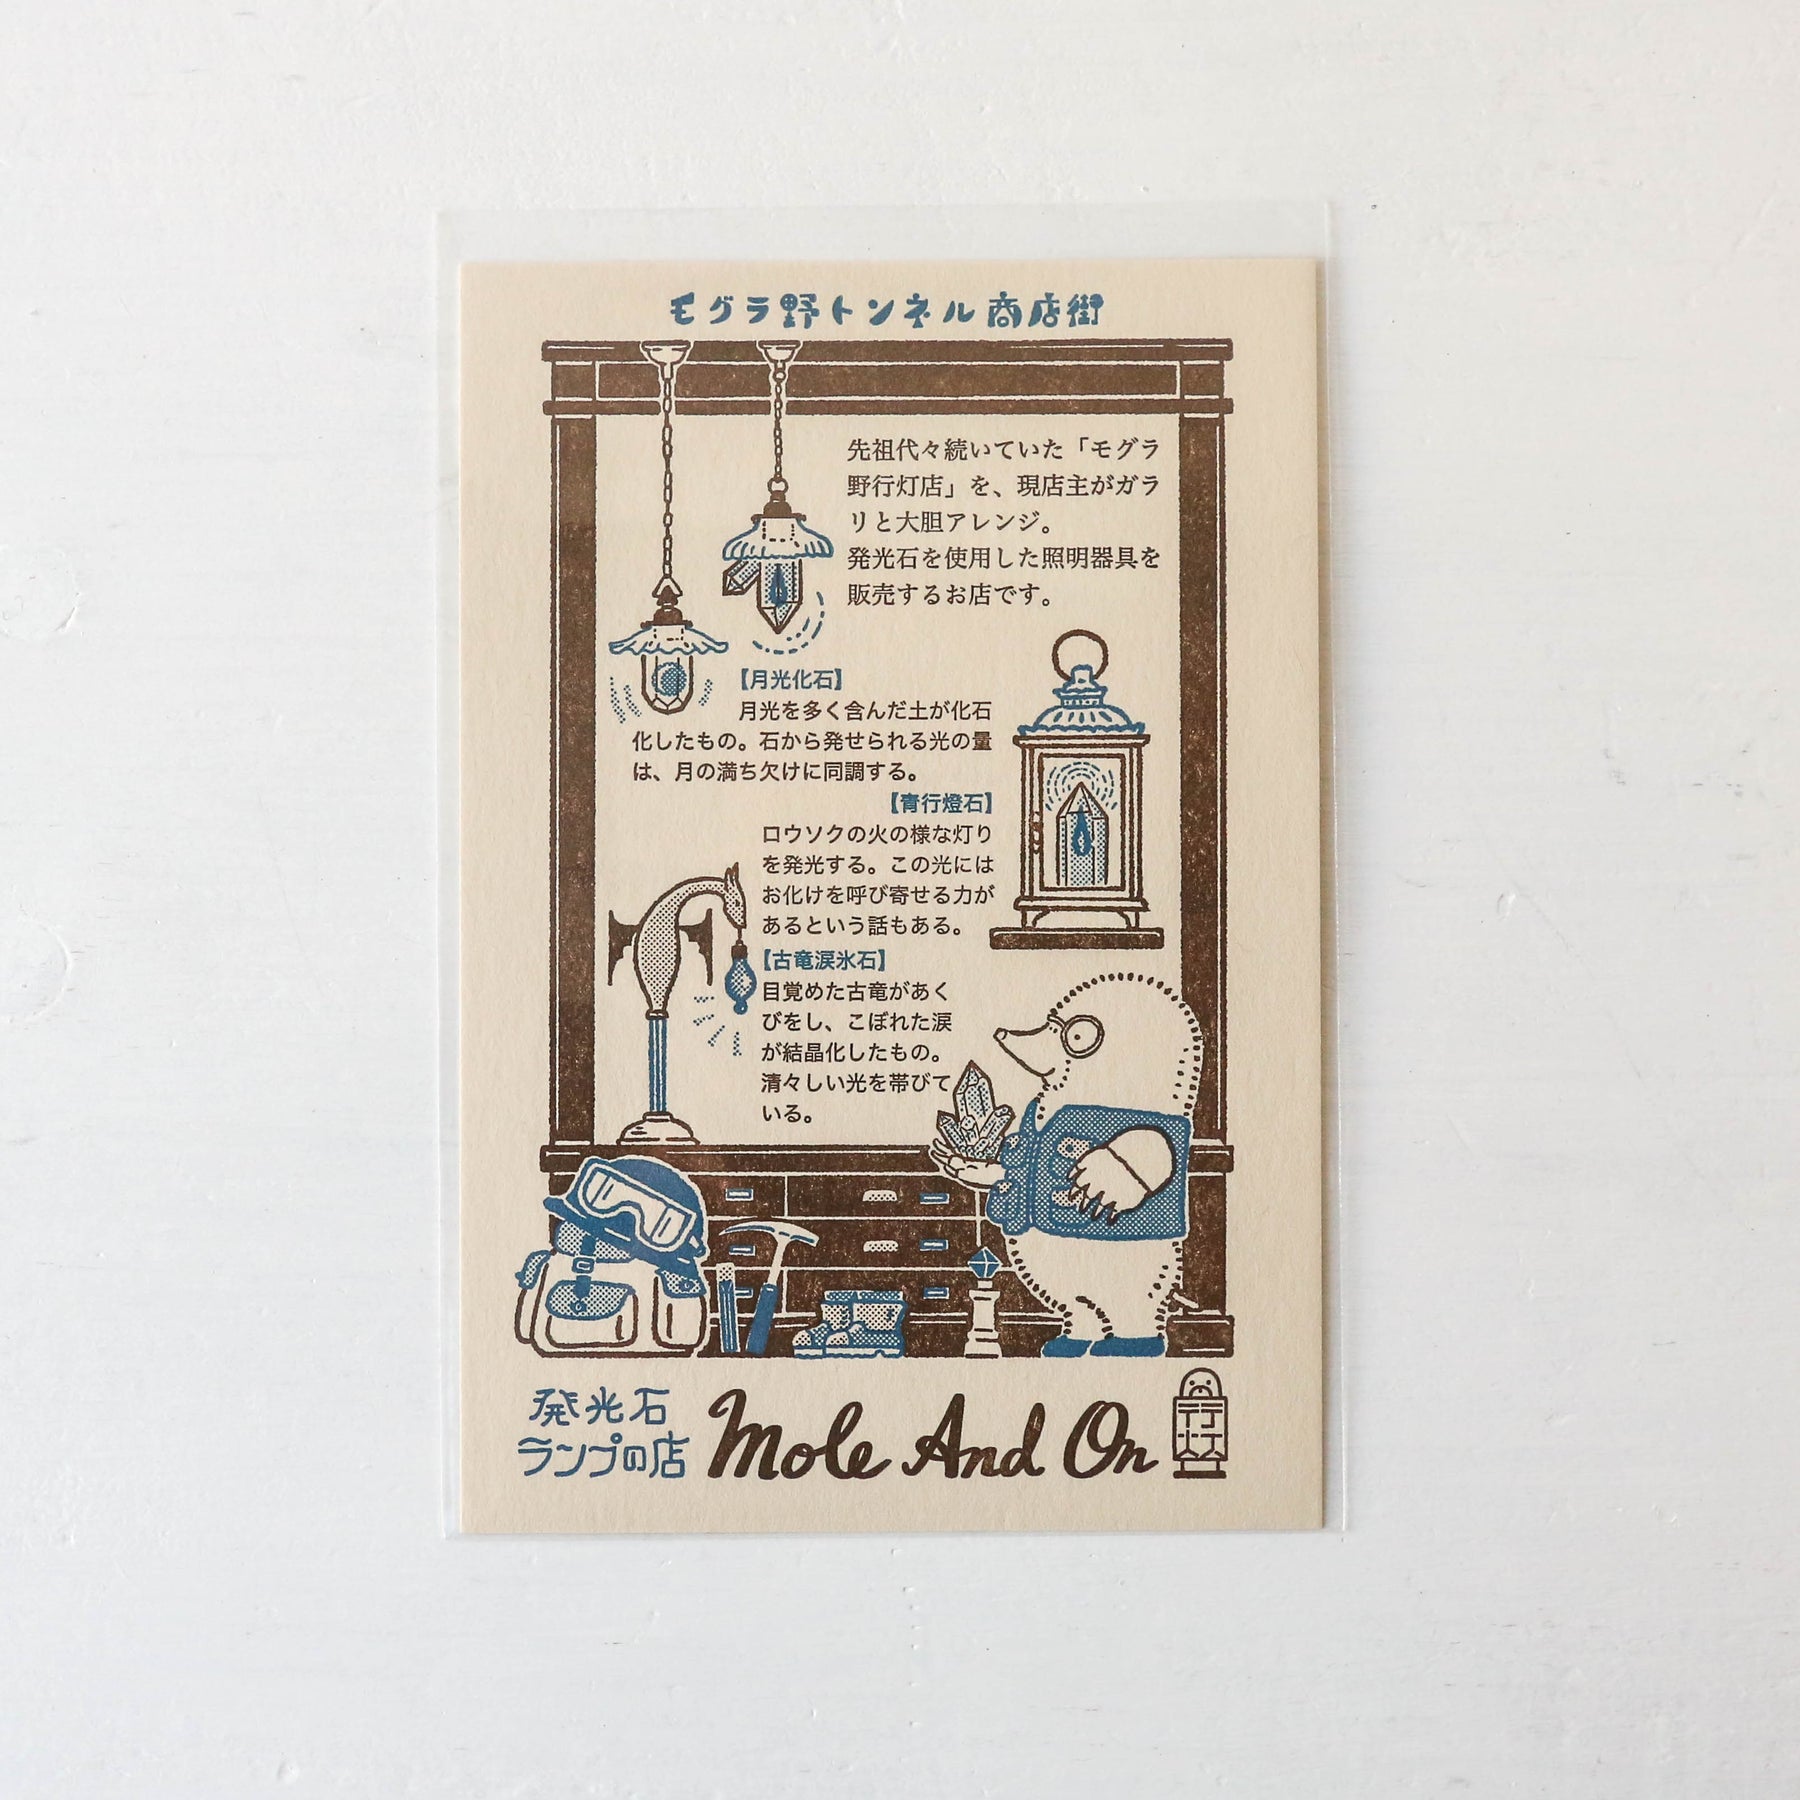 モグラ野トンネル商店街
先祖代々続いていた「モグラ
野行灯店」を、現店主がガラ
リと大胆アレンジ。
発光石を使用した照明器具を
販売するお店です。
【月光化石】
月光を多く含んだ土が化石
化したもの。石から発せられる光の量
は、月の満ち欠けに同調する。
【青行燈石】
ロウソクの火の様な灯り
を発光する。この光には
お化けを呼び寄せる力が
あるという話もある。
【古竜涙氷石】
目覚めた古竜があく
びをし、こぼれた涙
が結晶化したもの。
清々しい光を帯びて
いる。
発光石
ランプの店
Mole And On
行灯